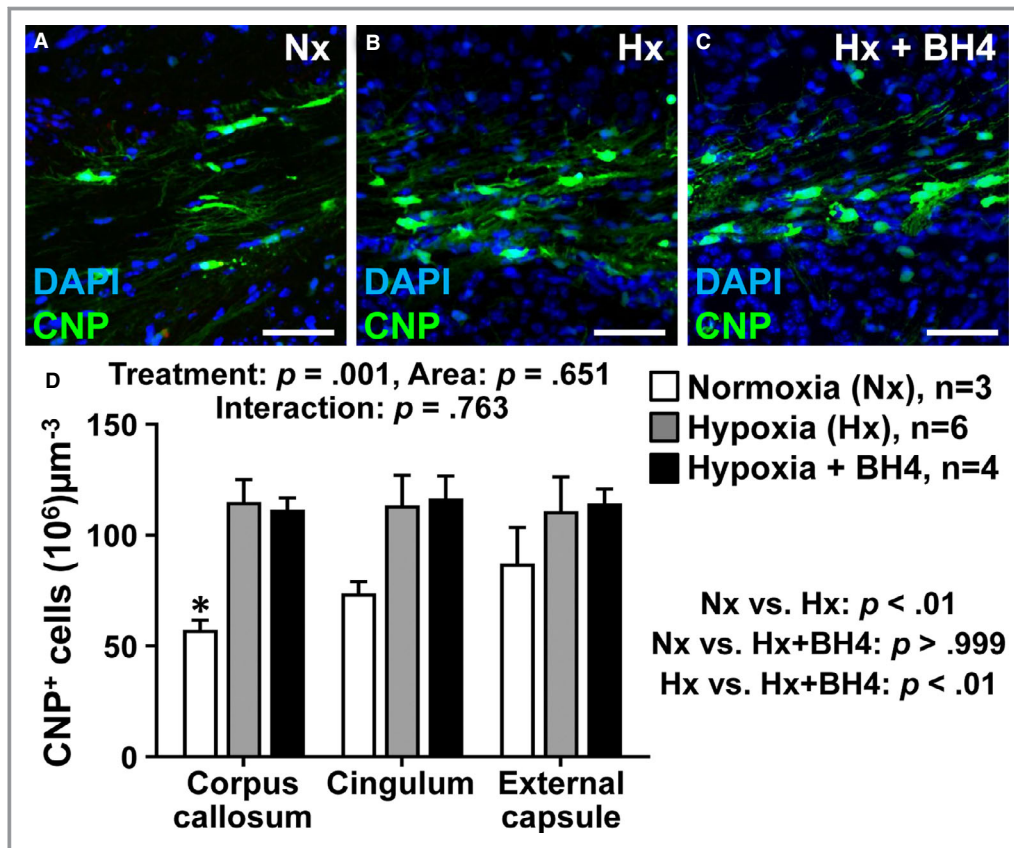 A Nx
B Hx
C Hx + BH4
DAPI
CNP
DAPI
CNP
DAPI
CNP
D Treatment: p = .001, Area: p = .651
Interaction: p = .763
Normoxia (Nx), n=3
Hypoxia (Hx), n=6
Hypoxia + BH4, n=4
CNP⁺ cells (10⁶)µm⁻³
150
100
50
0
*
Corpus
callosum
Cingulum
External
capsule
Nx vs. Hx: p < .01
Nx vs. Hx+BH4: p > .999
Hx vs. Hx+BH4: p < .01